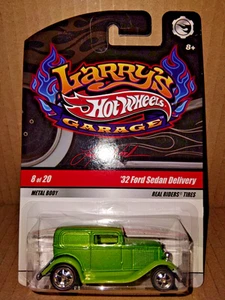 8+
Larry's
Hot Wheels
GARAGE
8 of 20
'32 Ford Sedan Delivery
METAL BODY
REAL RIDERS TIRES